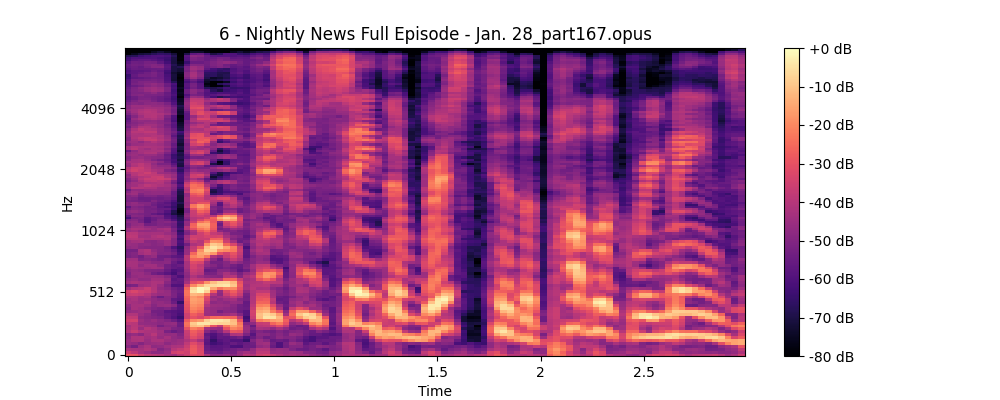 6 - Nightly News Full Episode - Jan. 28_part167.opus
Hz
4096
2048
1024
512
0
0
0.5
1
1.5
2
2.5
Time
+0 dB
-10 dB
-20 dB
-30 dB
-40 dB
-50 dB
-60 dB
-70 dB
-80 dB